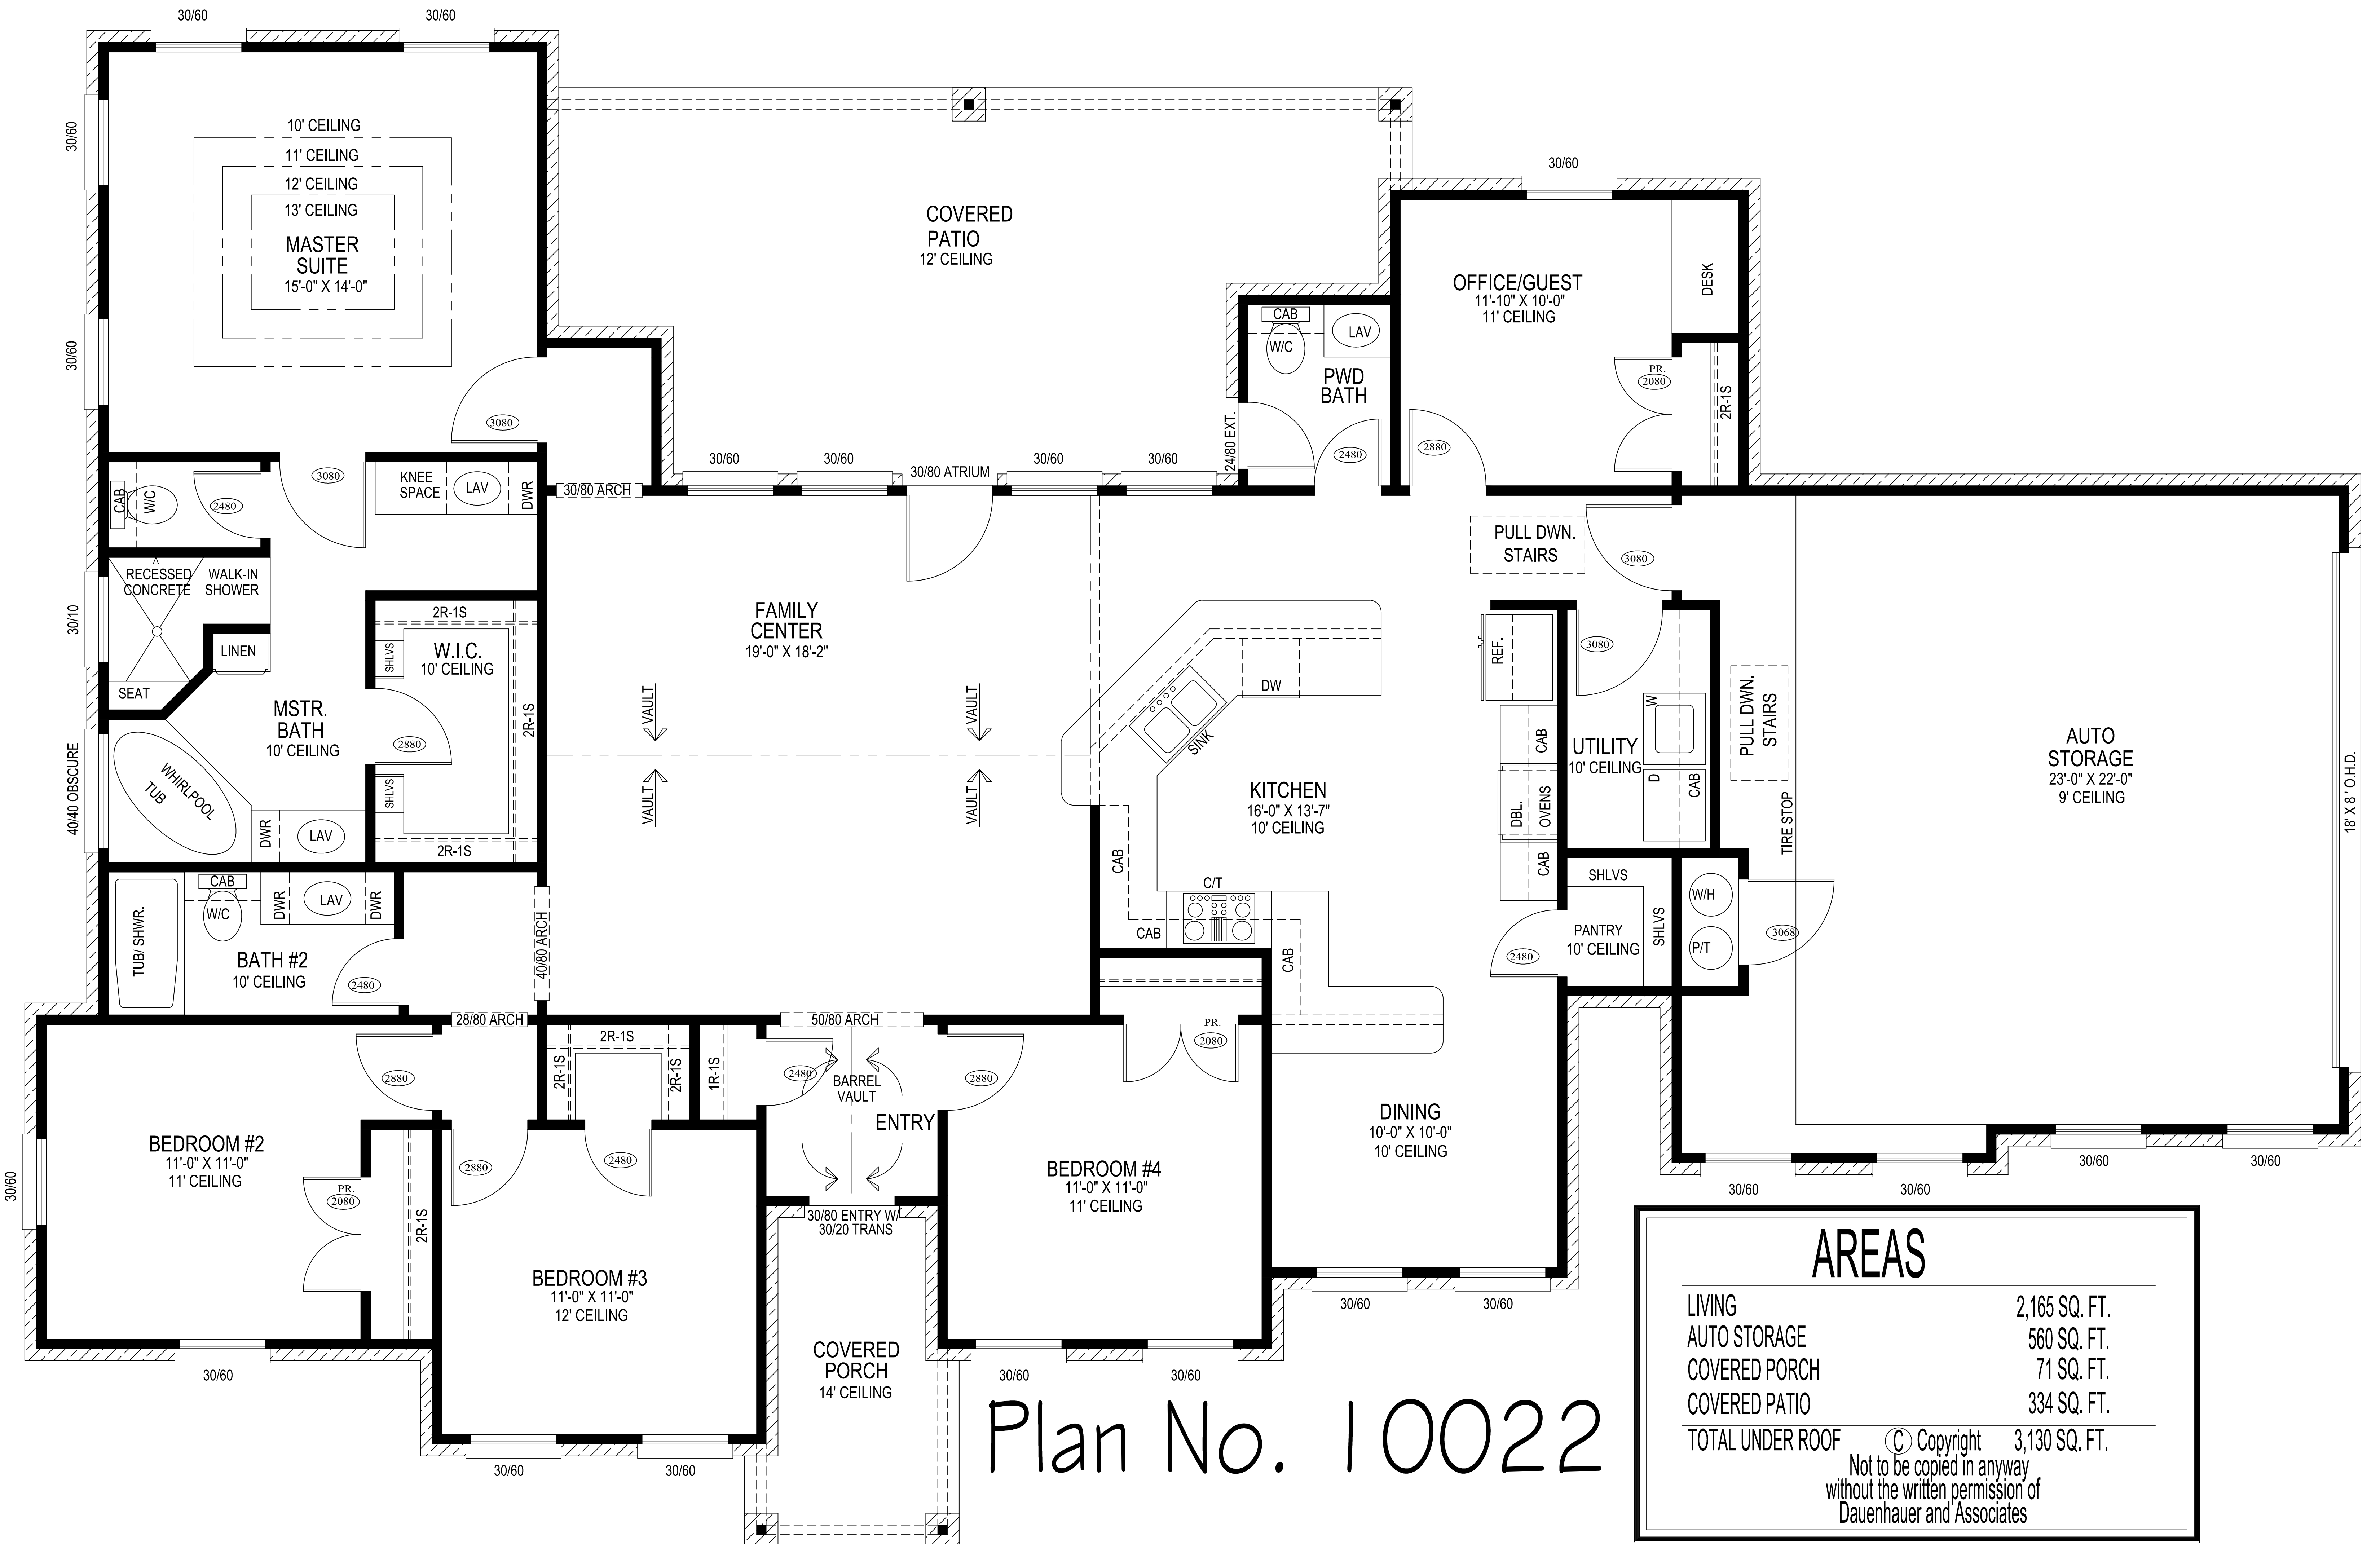 30/60
30/60
30/60
30/60
10' CEILING
11' CEILING
12' CEILING
13' CEILING
MASTER
SUITE
15'-0" X 14'-0"
3080
COVERED
PATIO
12' CEILING
30/60
OFFICE/GUEST
11'-10" X 10'-0"
11' CEILING
DESK
PR.
2080
2R-1S
2880
CAB
W/C
LAV
PWD
BATH
24/80 EXT.
2480
30/60
30/60
30/80 ATRIUM
30/60
30/60
30/80 ARCH
CAB
W/C
2480
3080
KNEE
SPACE
LAV
DWR
RECESSED
CONCRETE
WALK-IN
SHOWER
30/10
LINEN
SEAT
MSTR.
BATH
10' CEILING
40/40 OBSCURE
WHIRLPOOL
TUB
DWR
LAV
2R-1S
SHLVS
W.I.C.
10' CEILING
2R-1S
2880
SHLVS
2R-1S
FAMILY
CENTER
19'-0" X 18'-2"
VAULT
VAULT
VAULT
VAULT
PULL DWN.
STAIRS
3080
3080
REF.
DW
SINK
KITCHEN
16'-0" X 13'-7"
10' CEILING
CAB
DBL.
OVENS
CAB
CAB
C/T
CAB
CAB
UTILITY
10' CEILING
W
D
CAB
PULL DWN.
STAIRS
TIRE STOP
AUTO
STORAGE
23'-0" X 22'-0"
9' CEILING
18' X 8 ' O.H.D.
SHLVS
PANTRY
10' CEILING
SHLVS
2480
W/H
P/T
3068
TUB/ SHWR.
CAB
W/C
DWR
LAV
DWR
BATH #2
10' CEILING
2480
40/80 ARCH
28/80 ARCH
50/80 ARCH
2880
2R-1S
2R-1S
2R-1S
1R-1S
2480
BARREL
VAULT
ENTRY
2880
PR.
2080
BEDROOM #2
11'-0" X 11'-0"
11' CEILING
30/60
PR.
2080
2R-1S
2880
2480
BEDROOM #3
11'-0" X 11'-0"
12' CEILING
30/80 ENTRY W/
30/20 TRANS
BEDROOM #4
11'-0" X 11'-0"
11' CEILING
DINING
10'-0" X 10'-0"
10' CEILING
30/60
30/60
30/60
30/60
30/60
30/60
30/60
30/60
30/60
30/60
30/60
COVERED
PORCH
14' CEILING
Plan No. 10022
AREAS
LIVING 2,165 SQ. FT.
AUTO STORAGE 560 SQ. FT.
COVERED PORCH 71 SQ. FT.
COVERED PATIO 334 SQ. FT.
TOTAL UNDER ROOF © Copyright 3,130 SQ. FT.
Not to be copied in anyway
without the written permission of
Dauenhauer and Associates